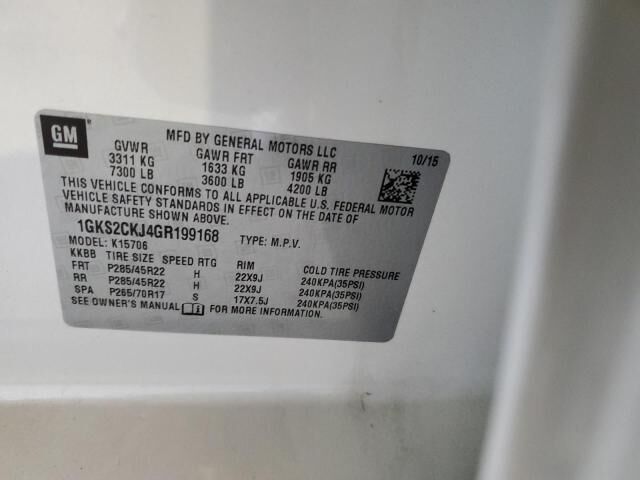 GM
MFD BY GENERAL MOTORS LLC 10/15
GVWR GAWR FRT GAWR RR
3311 KG 1633 KG 1905 KG
7300 LB 3600 LB 4200 LB
THIS VEHICLE CONFORMS TO ALL APPLICABLE U.S. FEDERAL MOTOR
VEHICLE SAFETY STANDARDS IN EFFECT ON THE DATE OF
MANUFACTURE SHOWN ABOVE.
1GKS2CKJ4GR199168 TYPE: M.P.V.
MODEL: K15706
KKBB TIRE SIZE SPEED RTG RIM COLD TIRE PRESSURE
FRT P285/45R22 H 22X9J 240KPA(35PSI)
RR P285/45R22 H 22X9J 240KPA(35PSI)
SPA P265/70R17 S 17X7.5J 240KPA(35PSI)
SEE OWNER'S MANUAL FOR MORE INFORMATION.